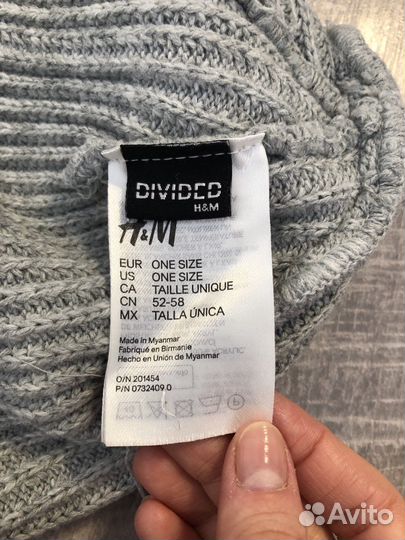 DIVIDED
H&M
H&M
EUR ONE SIZE
US ONE SIZE
CA TAILLE UNIQUE
CN 52-58
MX TALLA ÚNICA
Made in Myanmar
Fabriqué en Birmanie
Hecho en Unión de Myanmar
O/N 201454
P/N 0732409.0
Avito